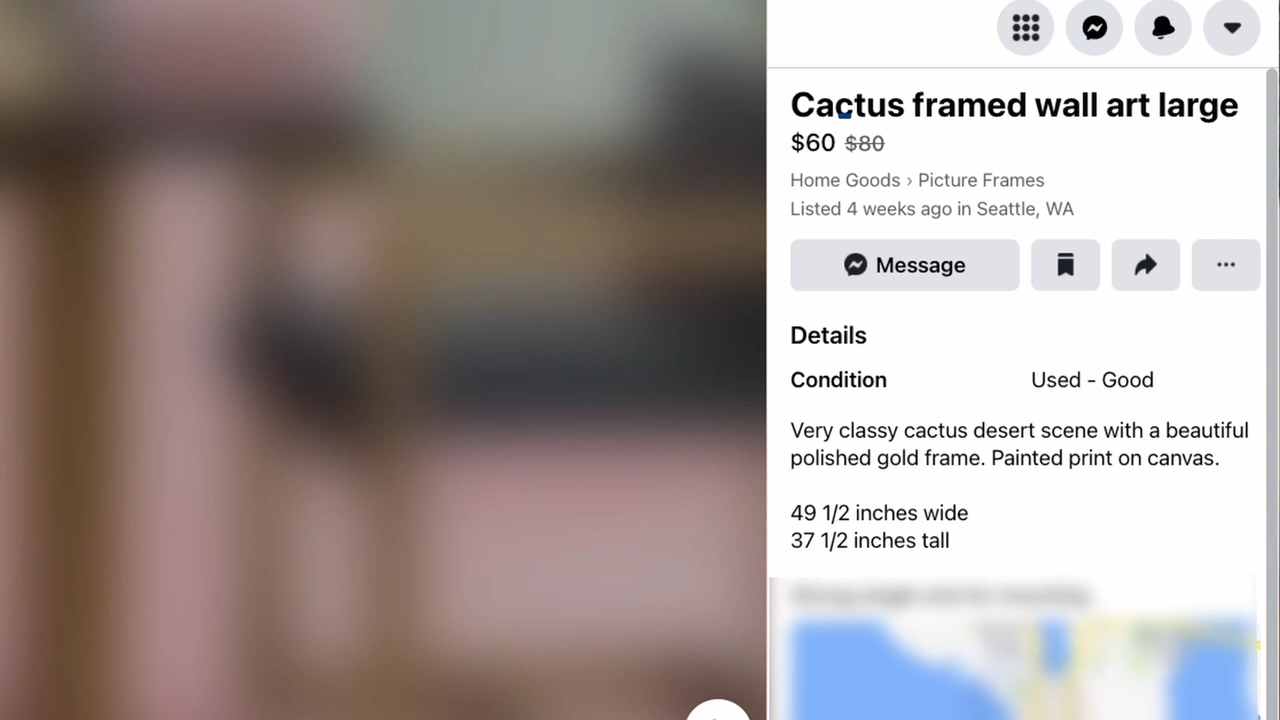 Cactus framed wall art large
$60 $80
Home Goods › Picture Frames
Listed 4 weeks ago in Seattle, WA
Message
Details
Condition Used - Good
Very classy cactus desert scene with a beautiful
polished gold frame. Painted print on canvas.
49 1/2 inches wide
37 1/2 inches tall